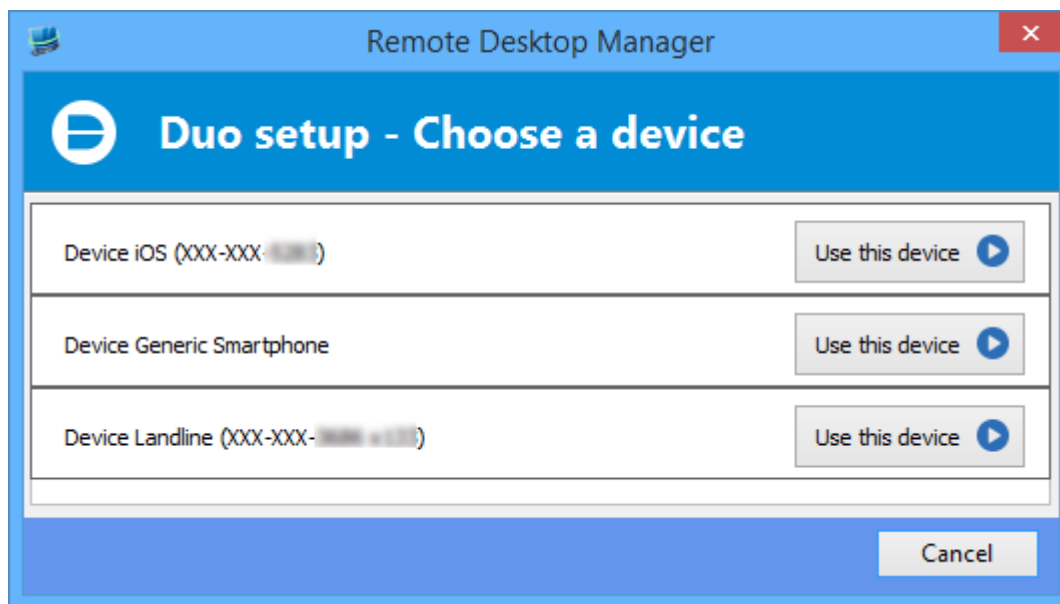 Remote Desktop Manager
Duo setup - Choose a device
Device iOS (XXX-XXX- )
Use this device
Device Generic Smartphone
Use this device
Device Landline (XXX-XXX- )
Use this device
Cancel